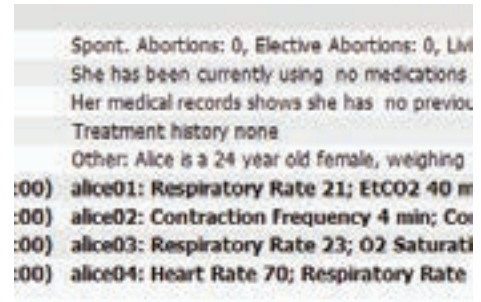 Spont. Abortions: 0, Elective Abortions: 0, Livi
She has been currently using no medications
Her medical records shows she has no previou
Treatment history none
Other: Alice is a 24 year old female, weighing
:00) alice01: Respiratory Rate 21; EtCO2 40 m
:00) alice02: Contraction Frequency 4 min; Co
:00) alice03: Respiratory Rate 23; O2 Saturati
:00) alice04: Heart Rate 70; Respiratory Rate